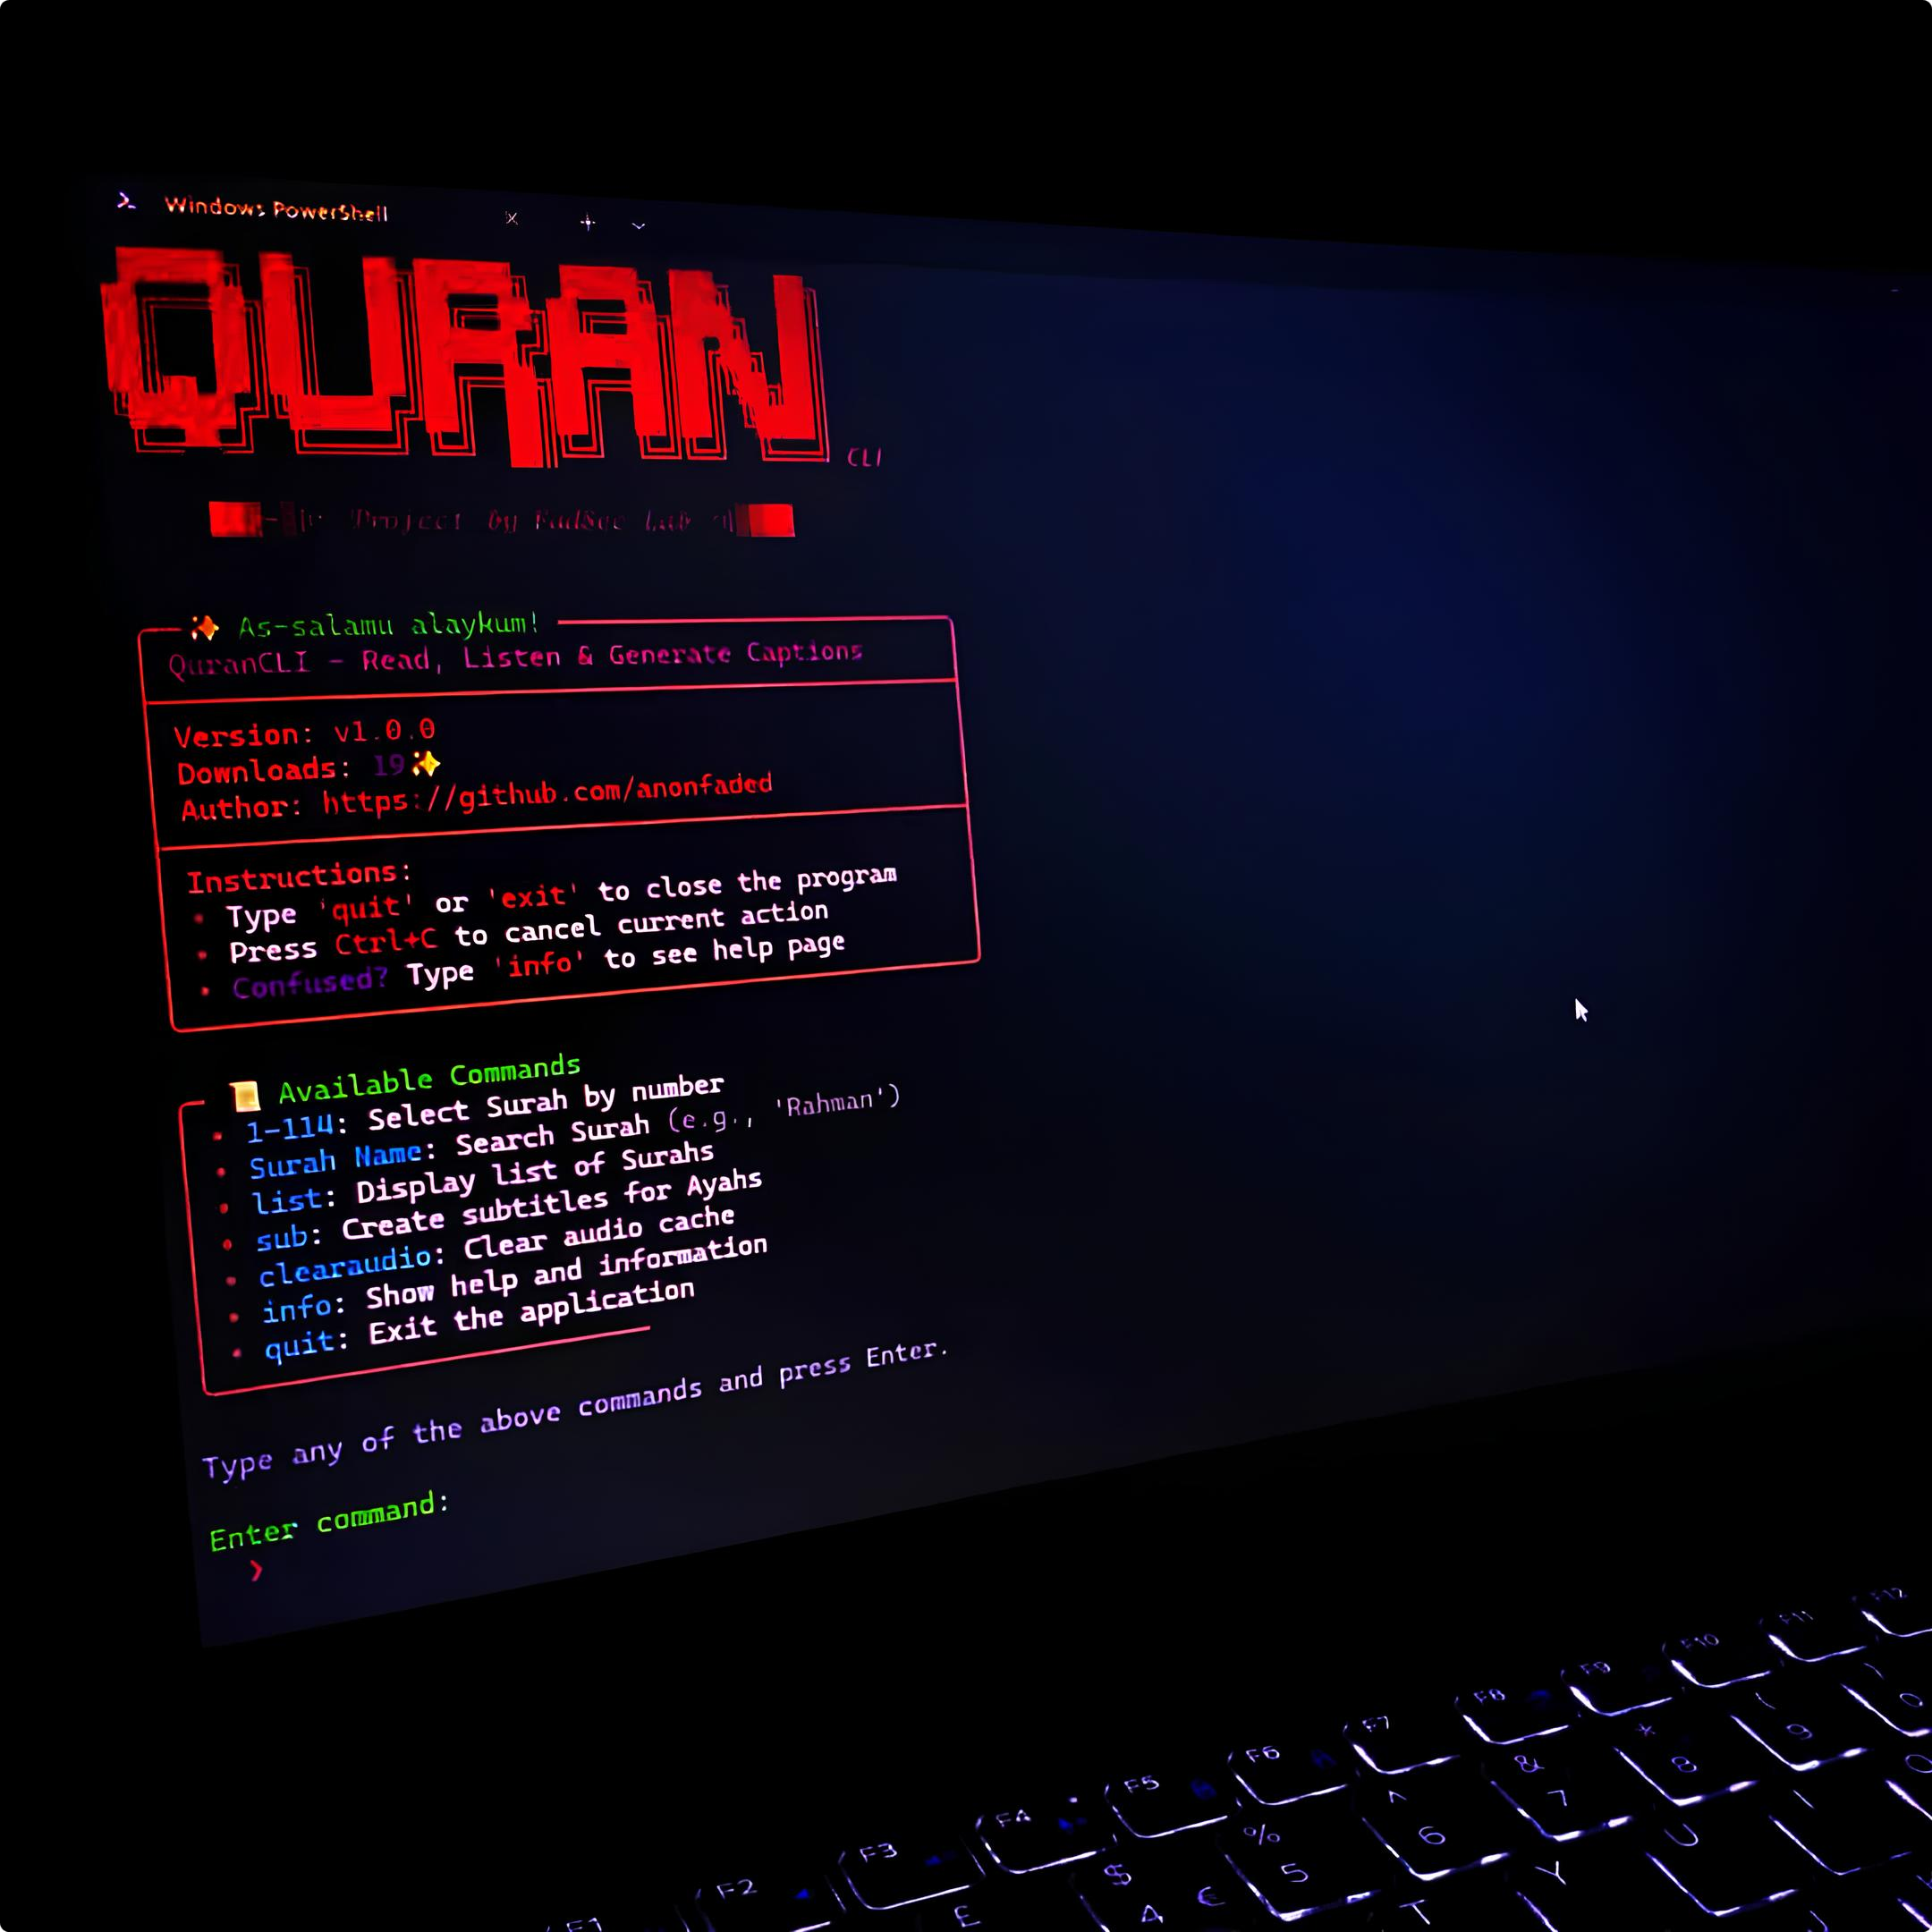 Windows PowerShell
QURAN
CLI
Project by FadSec Lab
✨ As-salamu alaykum!
QuranCLI – Read, Listen & Generate Captions
Version: v1.0.0
Downloads: 19✨
Author: https://github.com/anonfaded
Instructions:
• Type 'quit' or 'exit' to close the program
• Press Ctrl+C to cancel current action
• Confused? Type 'info' to see help page
📜 Available Commands
• 1-114: Select Surah by number
• Surah Name: Search Surah (e.g., 'Rahman')
• list: Display list of Surahs
• sub: Create subtitles for Ayahs
• clearaudio: Clear audio cache
• info: Show help and information
• quit: Exit the application
Type any of the above commands and press Enter.
Enter command:
❯
F1 F2 F3 F4 F5 F6 F7 F8 F9 F10 F11 F12
£ $ 4 € % 5 ^ 6 & 7 * 8 ( 9 ) 0
T Y U I O